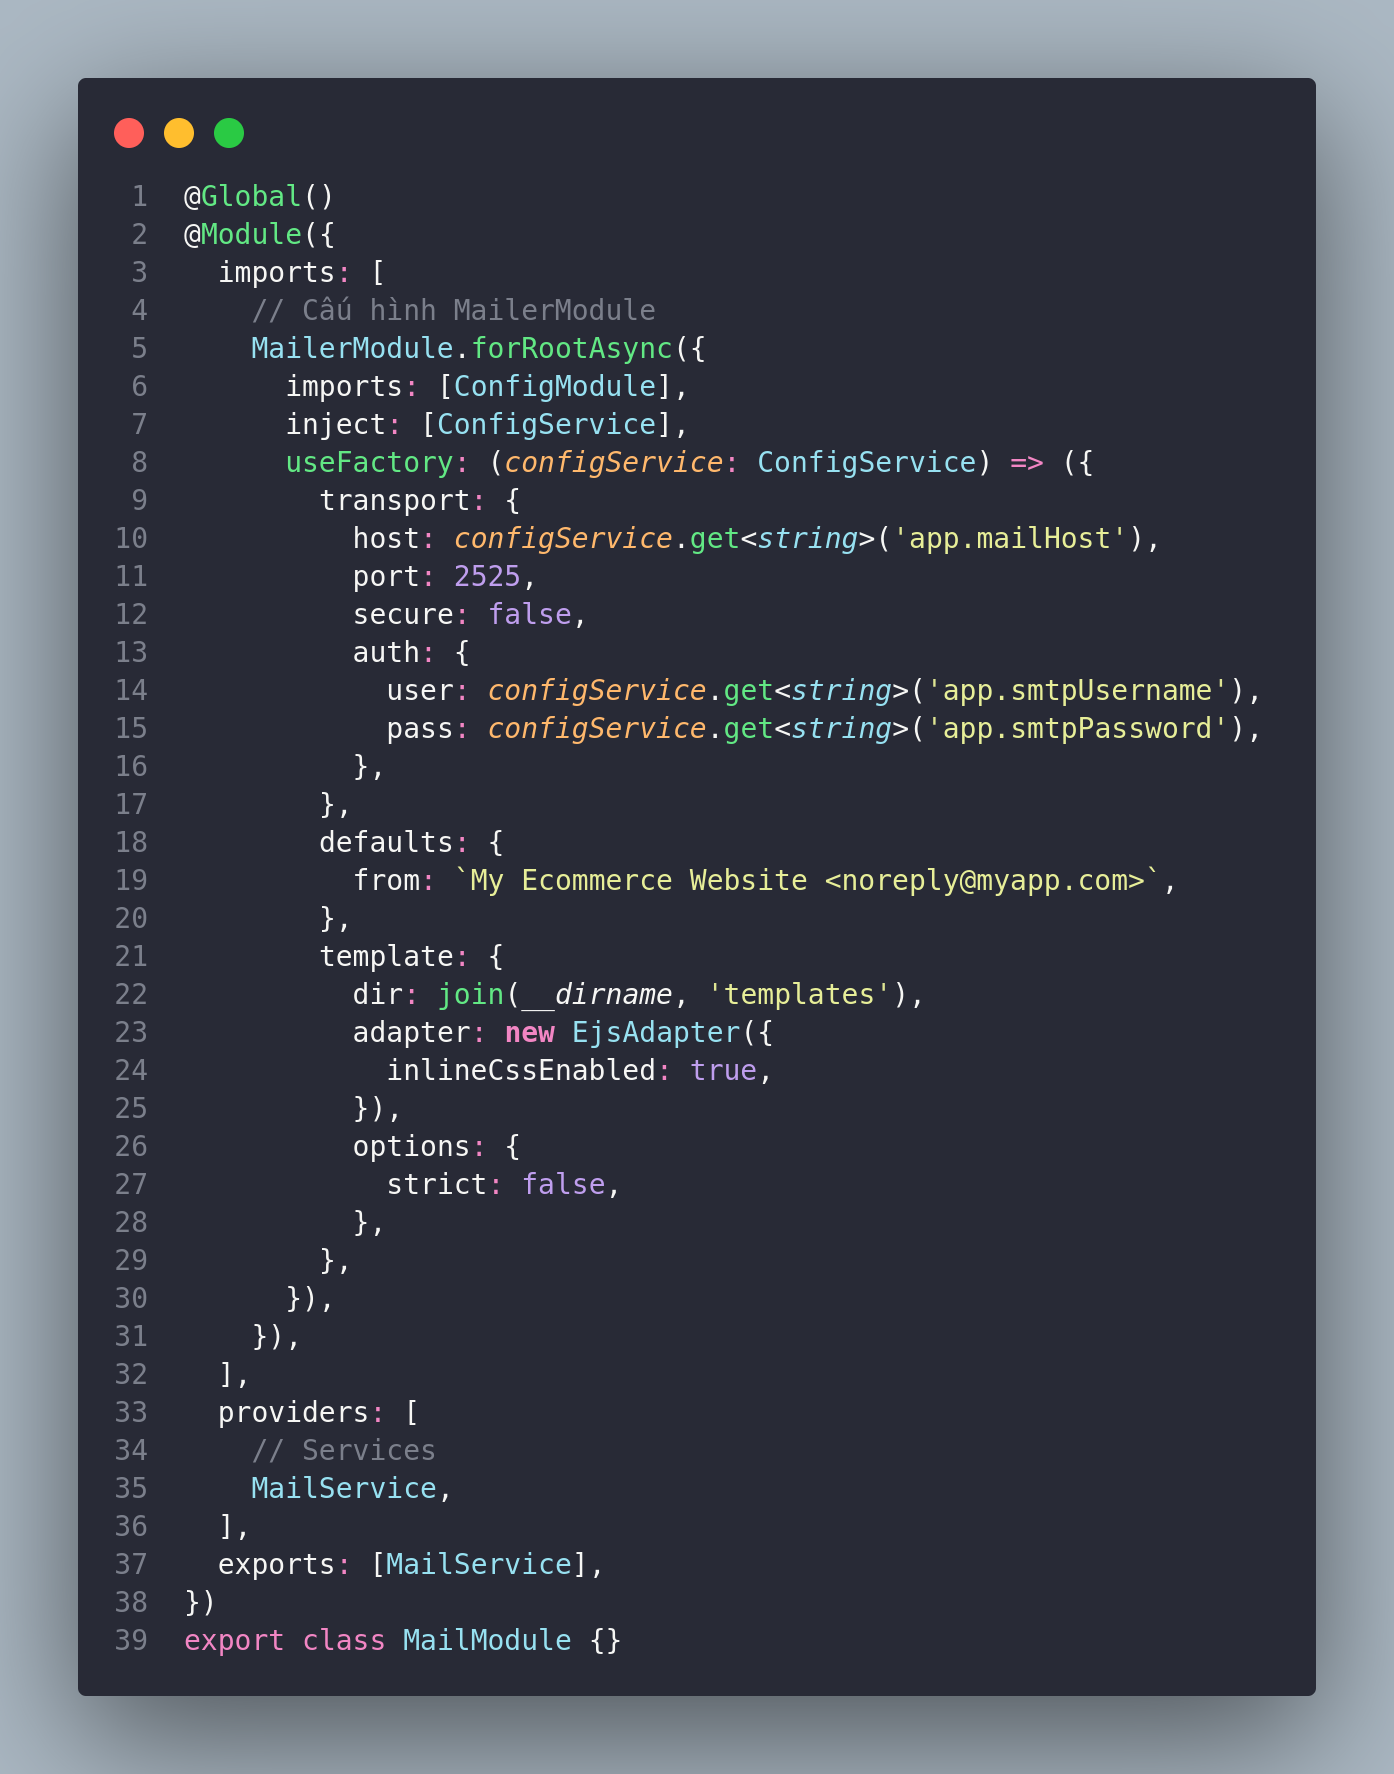 1 @Global()
2 @Module({
3   imports: [
4     // Cấu hình MailerModule
5     MailerModule.forRootAsync({
6       imports: [ConfigModule],
7       inject: [ConfigService],
8       useFactory: (configService: ConfigService) => ({
9         transport: {
10           host: configService.get<string>('app.mailHost'),
11           port: 2525,
12           secure: false,
13           auth: {
14             user: configService.get<string>('app.smtpUsername'),
15             pass: configService.get<string>('app.smtpPassword'),
16           },
17         },
18         defaults: {
19           from: `My Ecommerce Website <noreply@myapp.com>`,
20         },
21         template: {
22           dir: join(__dirname, 'templates'),
23           adapter: new EjsAdapter({
24             inlineCssEnabled: true,
25           }),
26           options: {
27             strict: false,
28           },
29         },
30       }),
31     }),
32   ],
33   providers: [
34     // Services
35     MailService,
36   ],
37   exports: [MailService],
38 })
39 export class MailModule {}